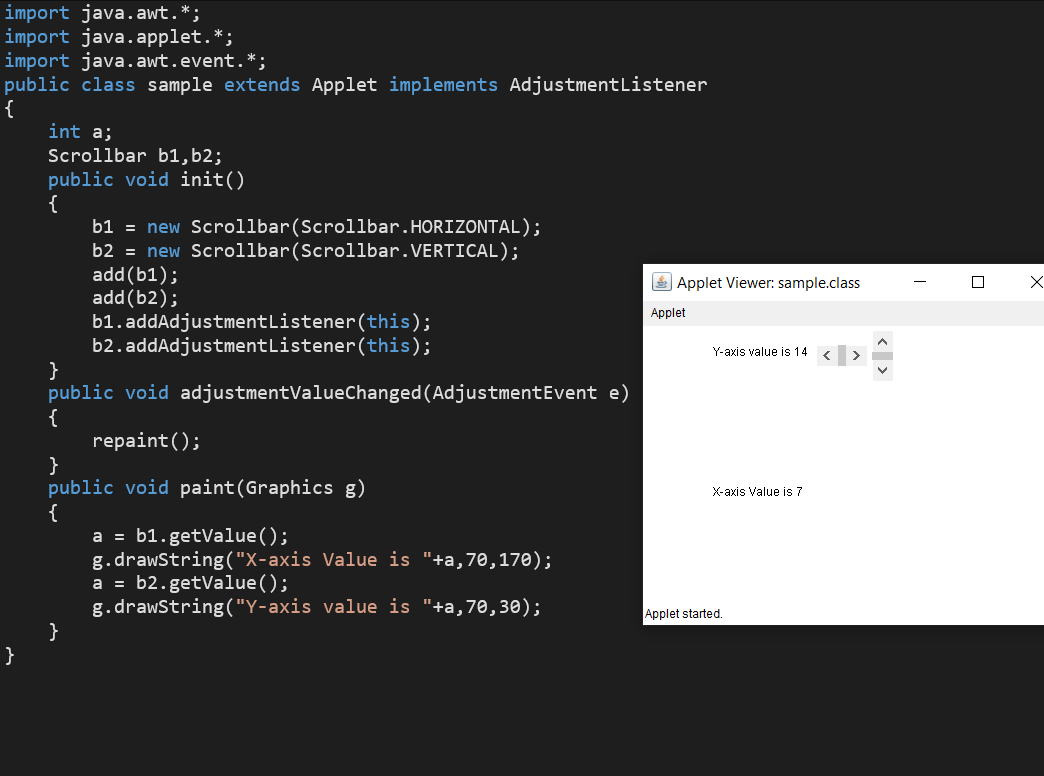 import java.awt.*;
import java.applet.*;
import java.awt.event.*;
public class sample extends Applet implements AdjustmentListener
{
    int a;
    Scrollbar b1,b2;
    public void init()
    {
        b1 = new Scrollbar(Scrollbar.HORIZONTAL);
        b2 = new Scrollbar(Scrollbar.VERTICAL);
        add(b1);
        add(b2);
        b1.addAdjustmentListener(this);
        b2.addAdjustmentListener(this);
    }
    public void adjustmentValueChanged(AdjustmentEvent e)
    {
        repaint();
    }
    public void paint(Graphics g)
    {
        a = b1.getValue();
        g.drawString("X-axis Value is "+a,70,170);
        a = b2.getValue();
        g.drawString("Y-axis value is "+a,70,30);
    }
}
Applet Viewer: sample.class
Applet
Y-axis value is 14
X-axis Value is 7
Applet started.